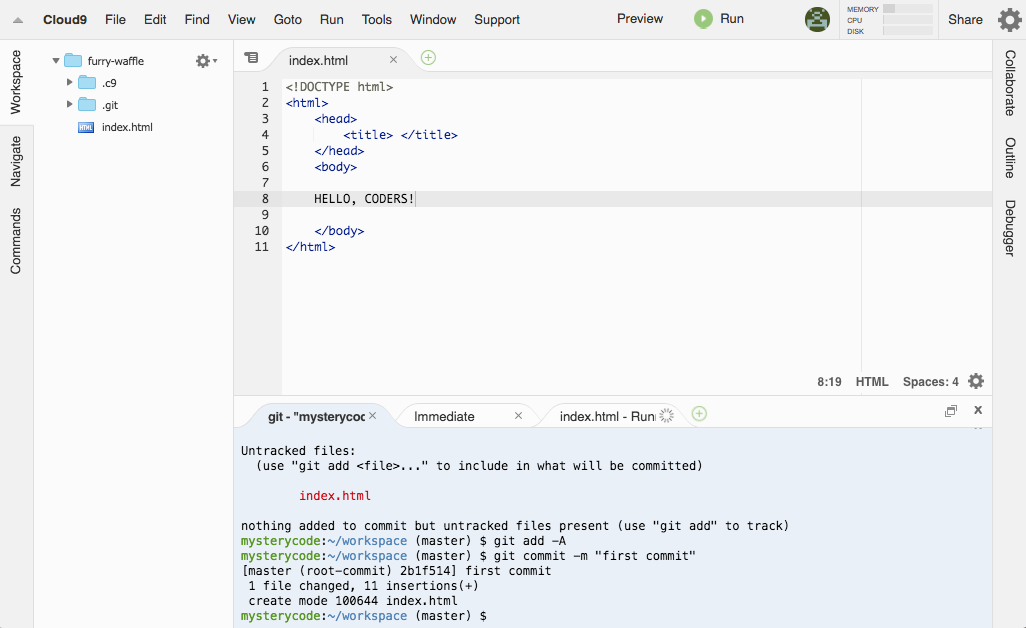 Cloud9 File Edit Find View Goto Run Tools Window Support Preview Run MEMORY CPU DISK Share
Workspace
Navigate
Commands
furry-waffle
.c9
.git
HTML index.html
index.html
1 <!DOCTYPE html>
2 <html>
3 <head>
4 <title> </title>
5 </head>
6 <body>
7
8 HELLO, CODERS!
9
10 </body>
11 </html>
8:19 HTML Spaces: 4
Collaborate
Outline
Debugger
git - "mysterycoc Immediate index.html - Run
Untracked files:
(use "git add <file>..." to include in what will be committed)
index.html
nothing added to commit but untracked files present (use "git add" to track)
mysterycode:~/workspace (master) $ git add -A
mysterycode:~/workspace (master) $ git commit -m "first commit"
[master (root-commit) 2b1f514] first commit
1 file changed, 11 insertions(+)
create mode 100644 index.html
mysterycode:~/workspace (master) $